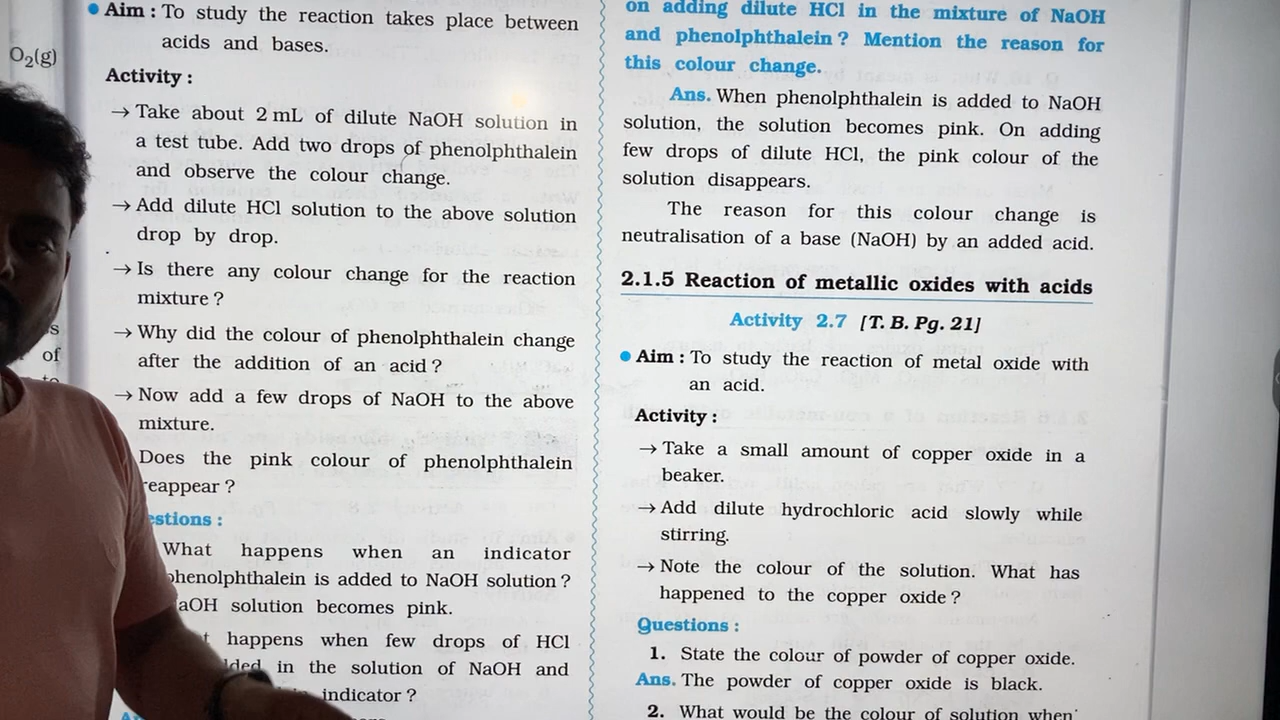 O₂(g)
s
of
to
• Aim : To study the reaction takes place between
acids and bases.
Activity :
→ Take about 2 mL of dilute NaOH solution in
a test tube. Add two drops of phenolphthalein
and observe the colour change.
→ Add dilute HCl solution to the above solution
drop by drop.
→ Is there any colour change for the reaction
mixture ?
→ Why did the colour of phenolphthalein change
after the addition of an acid ?
→ Now add a few drops of NaOH to the above
mixture.
Does the pink colour of phenolphthalein
reappear ?
estions :
What happens when an indicator
phenolphthalein is added to NaOH solution ?
aOH solution becomes pink.
t happens when few drops of HCl
lded in the solution of NaOH and
indicator ?
on adding dilute HCl in the mixture of NaOH
and phenolphthalein ? Mention the reason for
this colour change.
Ans. When phenolphthalein is added to NaOH
solution, the solution becomes pink. On adding
few drops of dilute HCl, the pink colour of the
solution disappears.
The reason for this colour change is
neutralisation of a base (NaOH) by an added acid.
2.1.5 Reaction of metallic oxides with acids
Activity 2.7 [T. B. Pg. 21]
• Aim : To study the reaction of metal oxide with
an acid.
Activity :
→ Take a small amount of copper oxide in a
beaker.
→ Add dilute hydrochloric acid slowly while
stirring.
→ Note the colour of the solution. What has
happened to the copper oxide ?
Questions :
1. State the colour of powder of copper oxide.
Ans. The powder of copper oxide is black.
2. What would be the colour of solution when